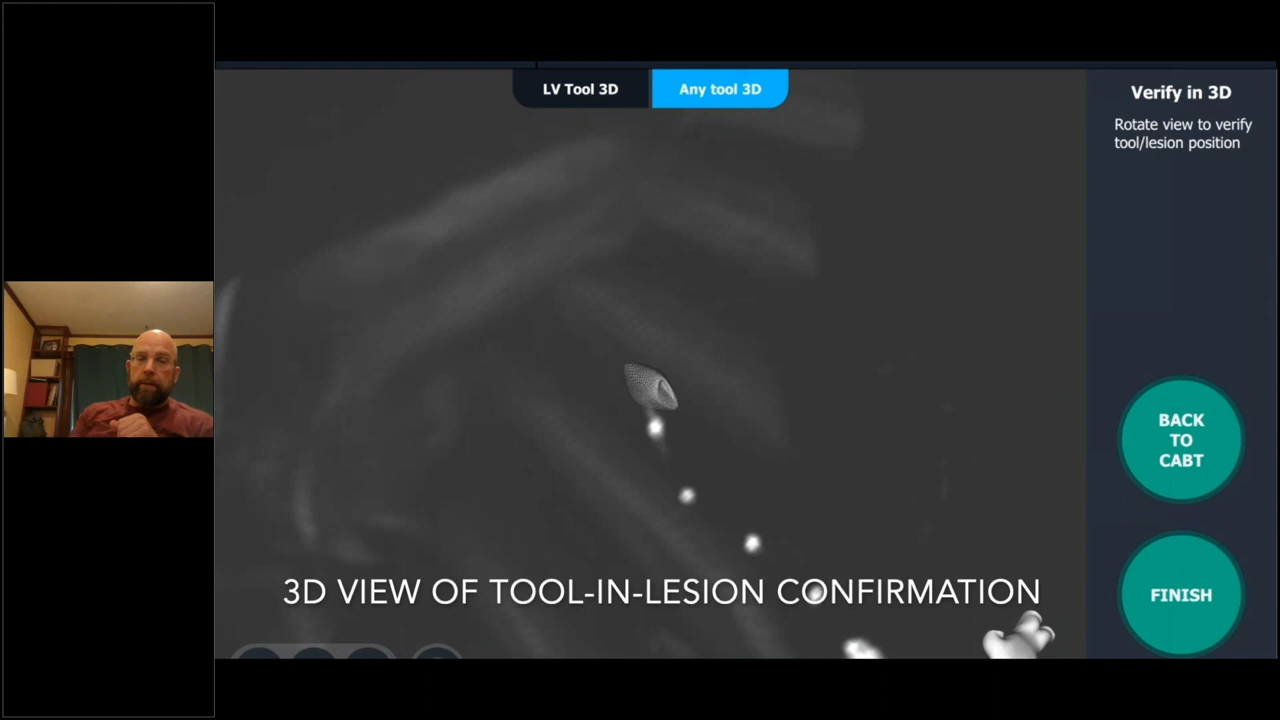 LV Tool 3D
Any tool 3D
Verify in 3D
Rotate view to verify
tool/lesion position
BACK
TO
CABT
FINISH
3D VIEW OF TOOL-IN-LESION CONFIRMATION